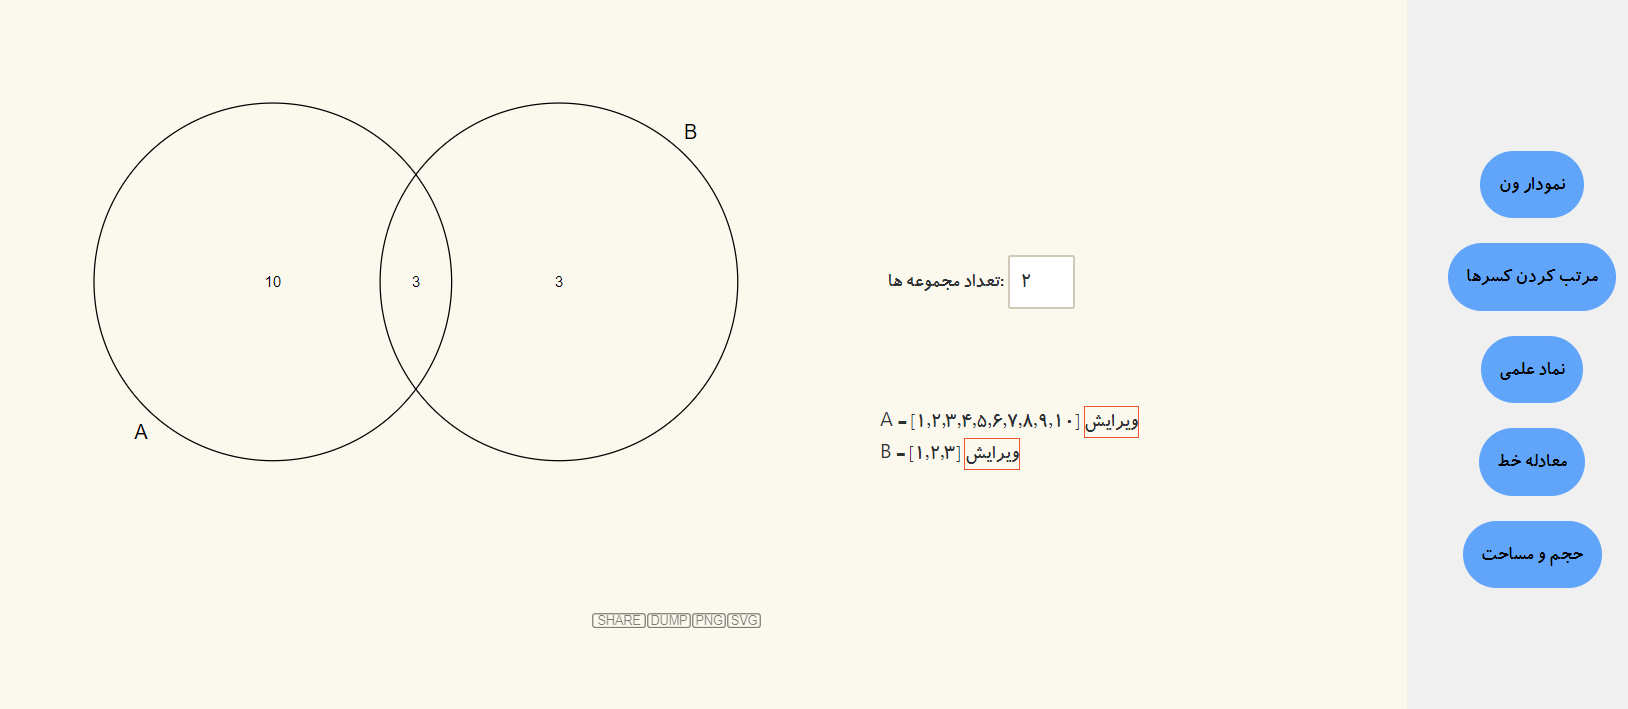 B
10
3
3
A
تعداد مجموعه ها: ۲
A = [۱,۲,۳,۴,۵,۶,۷,۸,۹,۱۰] ویرایش
B = [۱,۲,۳] ویرایش
SHARE DUMP PNG SVG
نمودار ون
مرتب کردن کسرها
نماد علمی
معادله خط
حجم و مساحت